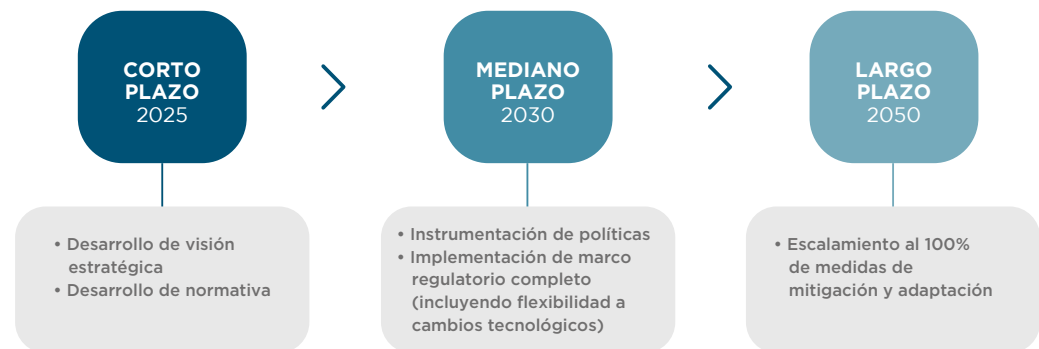 CORTO
PLAZO
2025
MEDIANO
PLAZO
2030
LARGO
PLAZO
2050
• Desarrollo de visión
estratégica
• Desarrollo de normativa
• Instrumentación de políticas
• Implementación de marco
regulatorio completo
(incluyendo flexibilidad a
cambios tecnológicos)
• Escalamiento al 100%
de medidas de
mitigación y adaptación